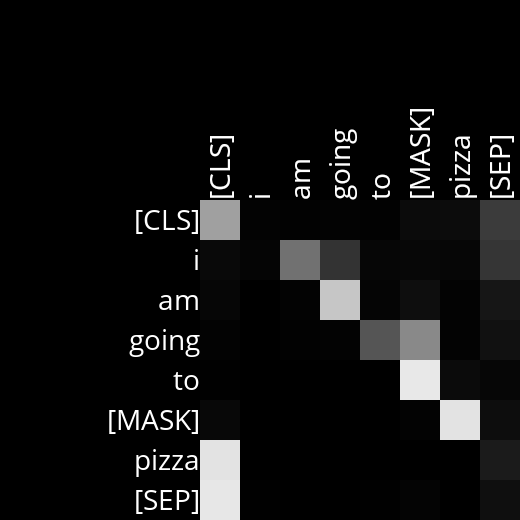 [CLS] i am going to [MASK] pizza [SEP]
[CLS]
i
am
going
to
[MASK]
pizza
[SEP]